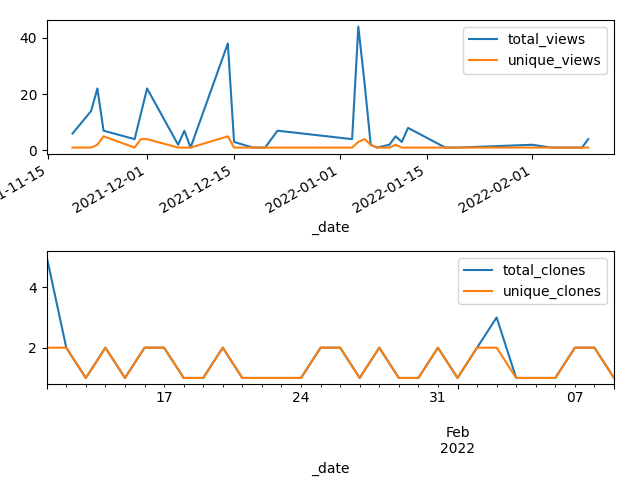 40
20
0
total_views
unique_views
1-11-15
2021-12-01
2021-12-15
2022-01-01
2022-01-15
2022-02-01
_date
4
2
total_clones
unique_clones
17
24
31
07
Feb
2022
_date